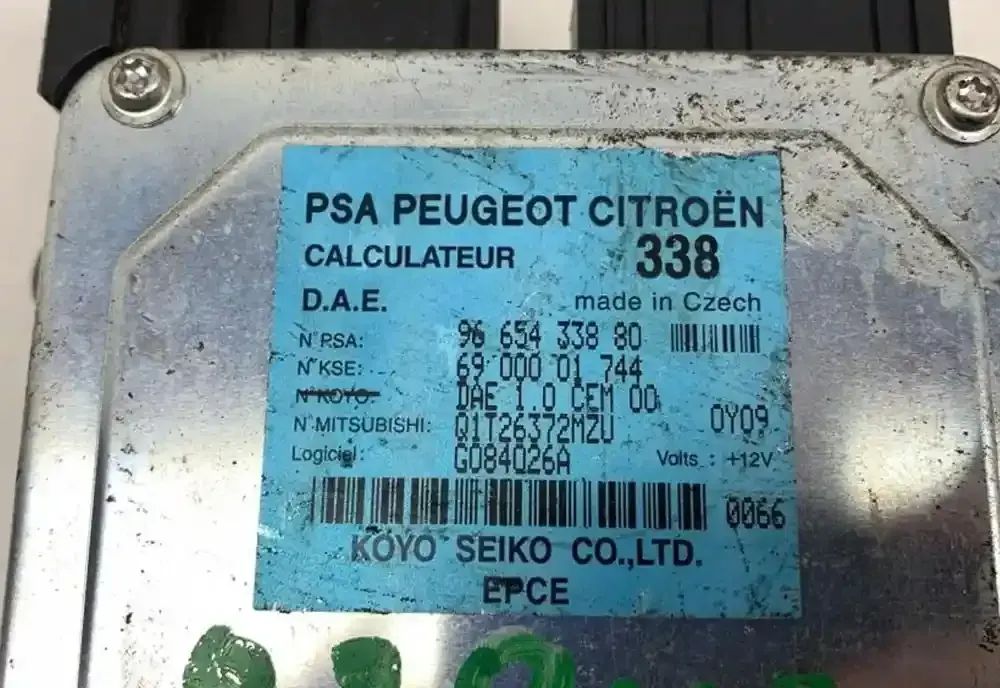 PSA PEUGEOT CITROËN
CALCULATEUR 338
D.A.E. made in Czech
N°PSA: 96 654 338 80
N°KSE: 69 000 01 744
N°KOYO: DAE 1.0 CEM 00
N°MITSUBISHI: Q1T26372MZU 0Y09
Logiciel: G084026A Volts : +12V
0066
KOYO SEIKO CO.,LTD.
EPCE